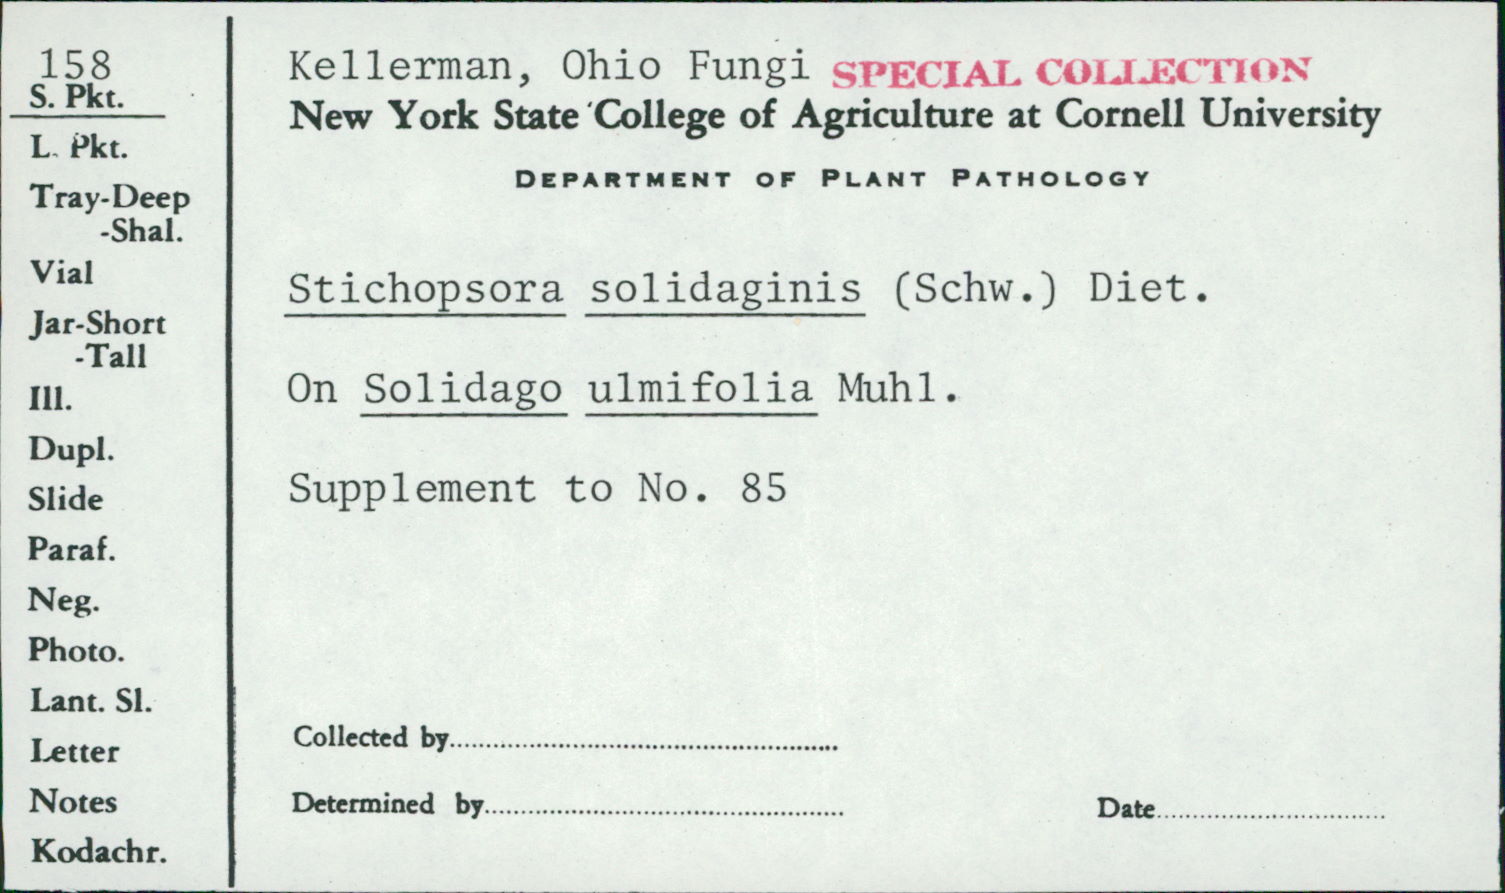 158
S. Pkt.
L. Pkt.
Tray-Deep
-Shal.
Vial
Jar-Short
-Tall
Ill.
Dupl.
Slide
Paraf.
Neg.
Photo.
Lant. Sl.
Letter
Notes
Kodachr.
Kellerman, Ohio Fungi SPECIAL COLLECTION
New York State College of Agriculture at Cornell University
DEPARTMENT OF PLANT PATHOLOGY
Stichopsora solidaginis (Schw.) Diet.
On Solidago ulmifolia Muhl.
Supplement to No. 85
Collected by
Determined by
Date